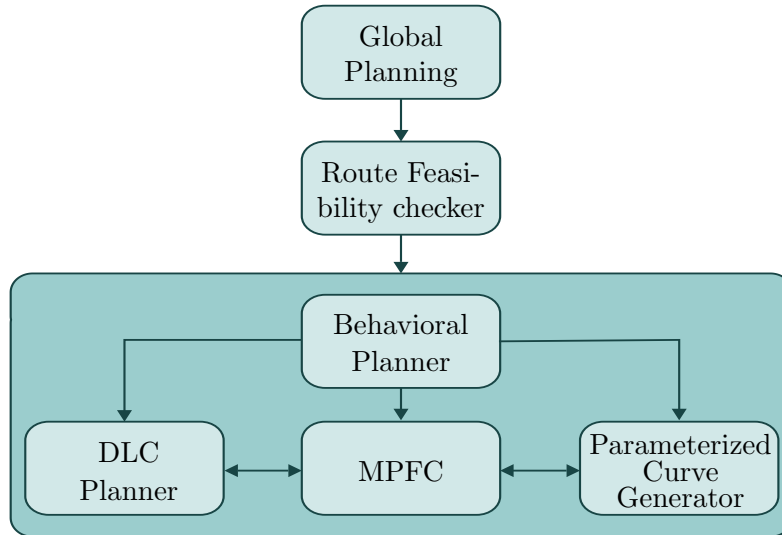 Global
Planning
Route Feasi-
bility checker
Behavioral
Planner
DLC
Planner
MPFC
Parameterized
Curve
Generator